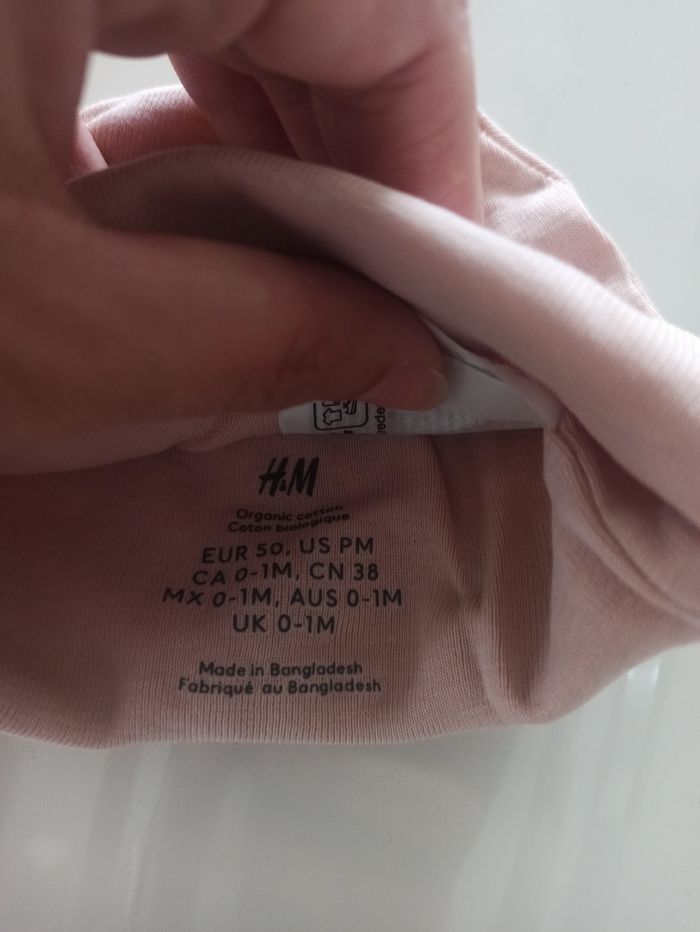 H&M
Organic cotton
Coton biologique
EUR 50, US PM
CA 0-1M, CN 38
MX 0-1M, AUS 0-1M
UK 0-1M
Made in Bangladesh
Fabriqué au Bangladesh